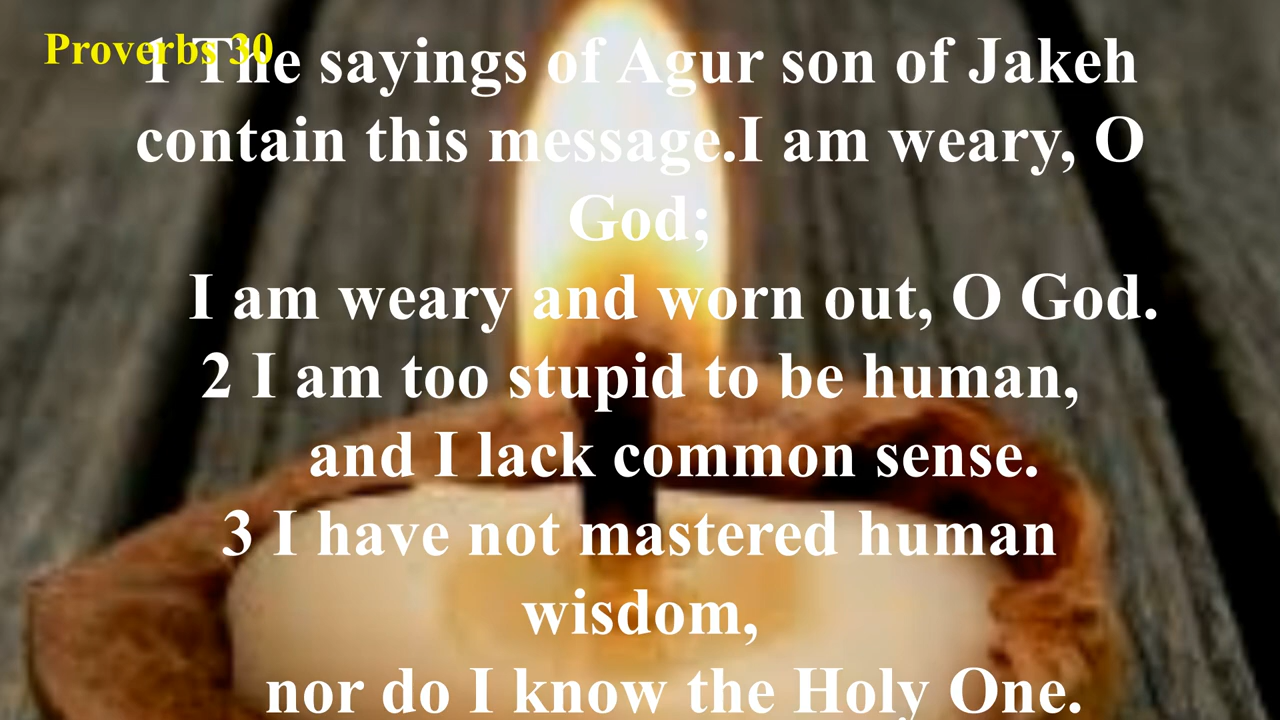 Proverbs 30
1 The sayings of Agur son of Jakeh
contain this message.I am weary, O
God;
I am weary and worn out, O God.
2 I am too stupid to be human,
and I lack common sense.
3 I have not mastered human
wisdom,
nor do I know the Holy One.